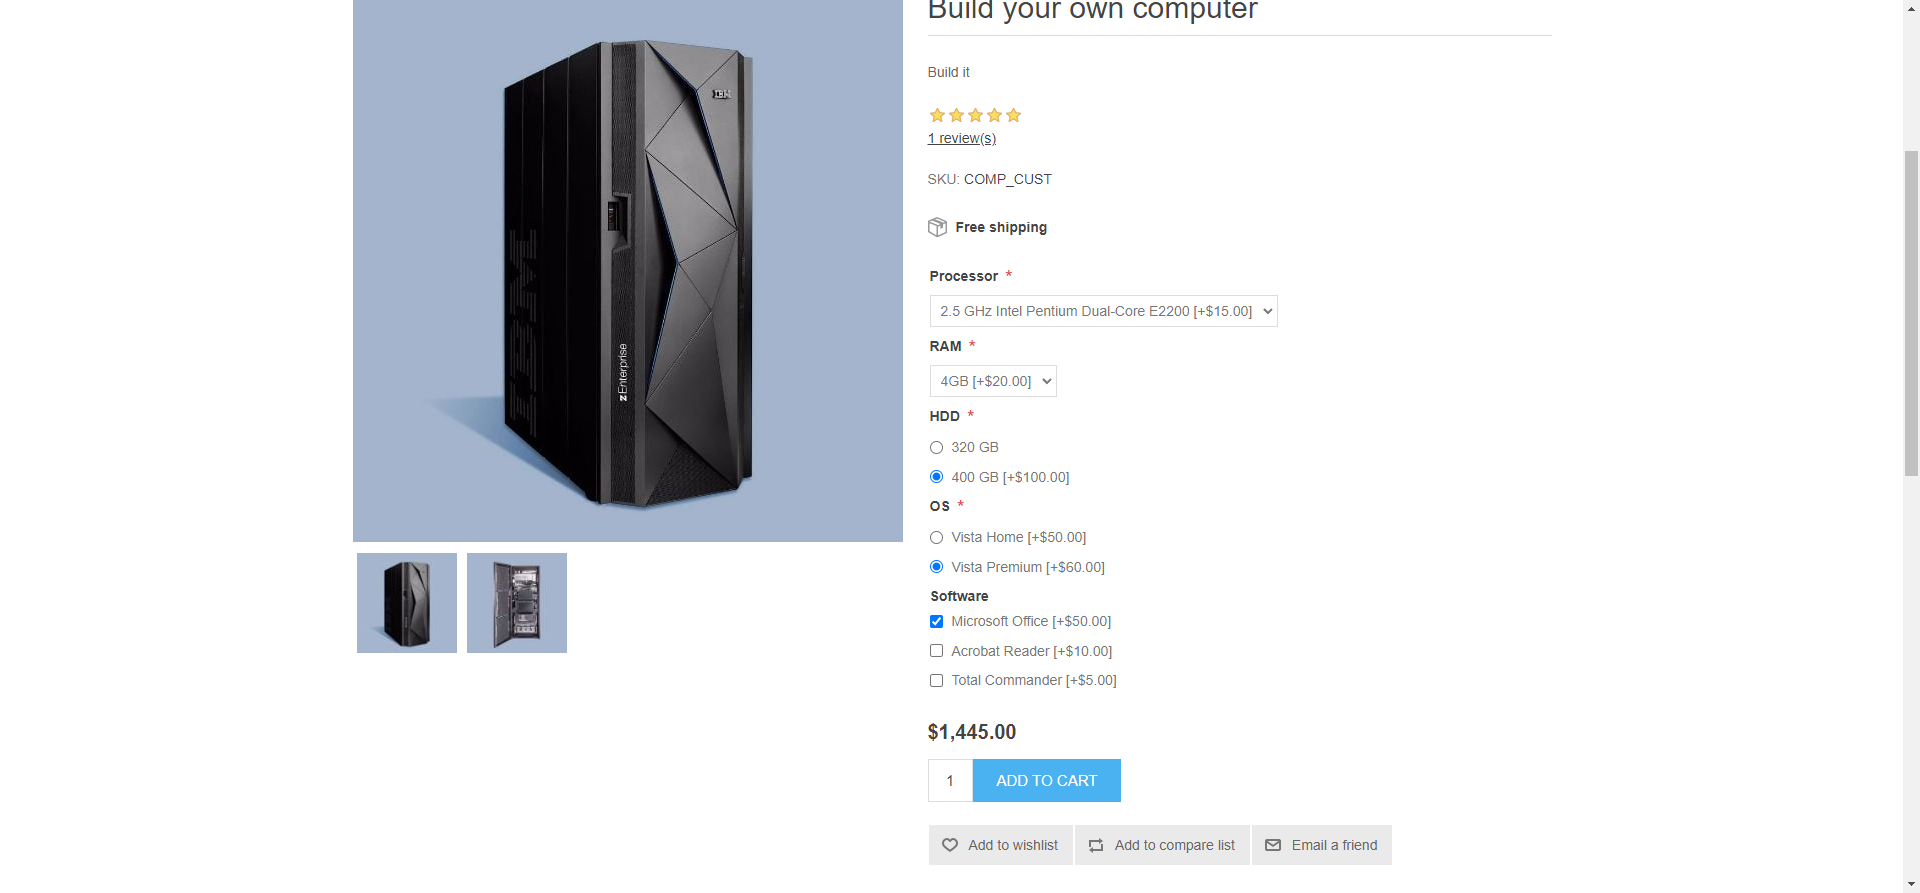 Build your own computer
Build it
1 review(s)
SKU: COMP_CUST
Free shipping
Processor *
2.5 GHz Intel Pentium Dual-Core E2200 [+$15.00]
RAM *
4GB [+$20.00]
HDD *
320 GB
400 GB [+$100.00]
OS *
Vista Home [+$50.00]
Vista Premium [+$60.00]
Software
Microsoft Office [+$50.00]
Acrobat Reader [+$10.00]
Total Commander [+$5.00]
$1,445.00
1
ADD TO CART
Add to wishlist
Add to compare list
Email a friend
IBM
IBM
zEnterprise